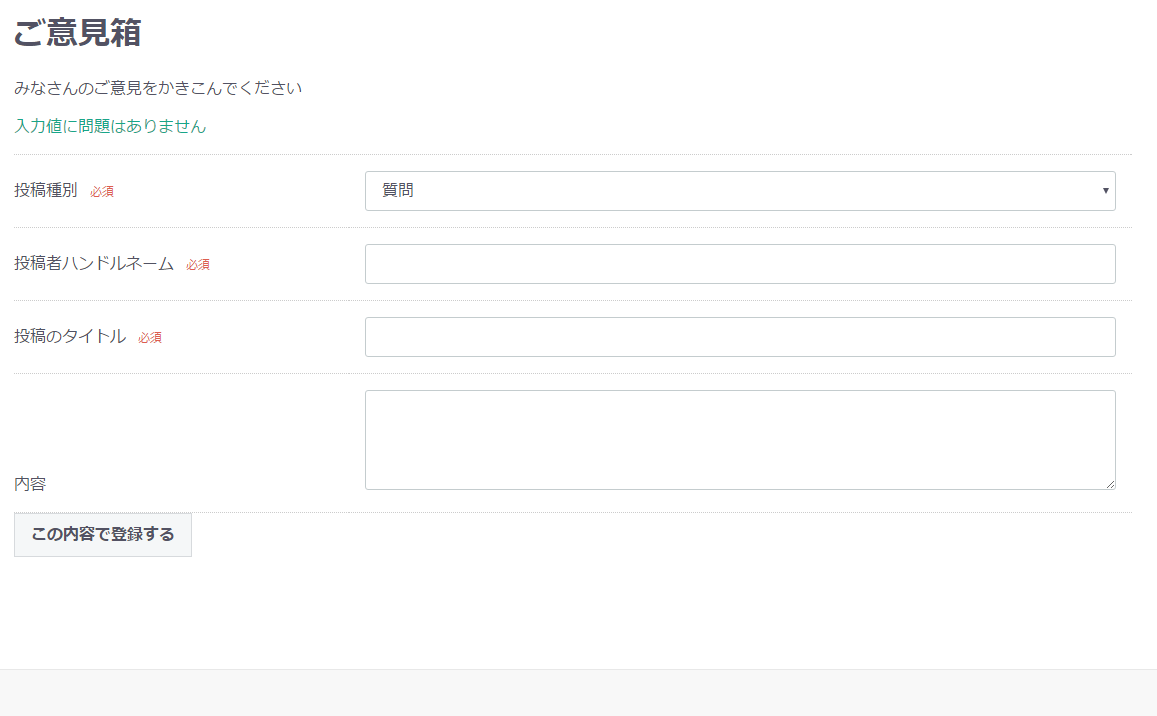 ご意見箱
みなさんのご意見をかきこんでください
入力値に問題はありません
投稿種別 必須 質問
投稿者ハンドルネーム 必須
投稿のタイトル 必須
内容
この内容で登録する